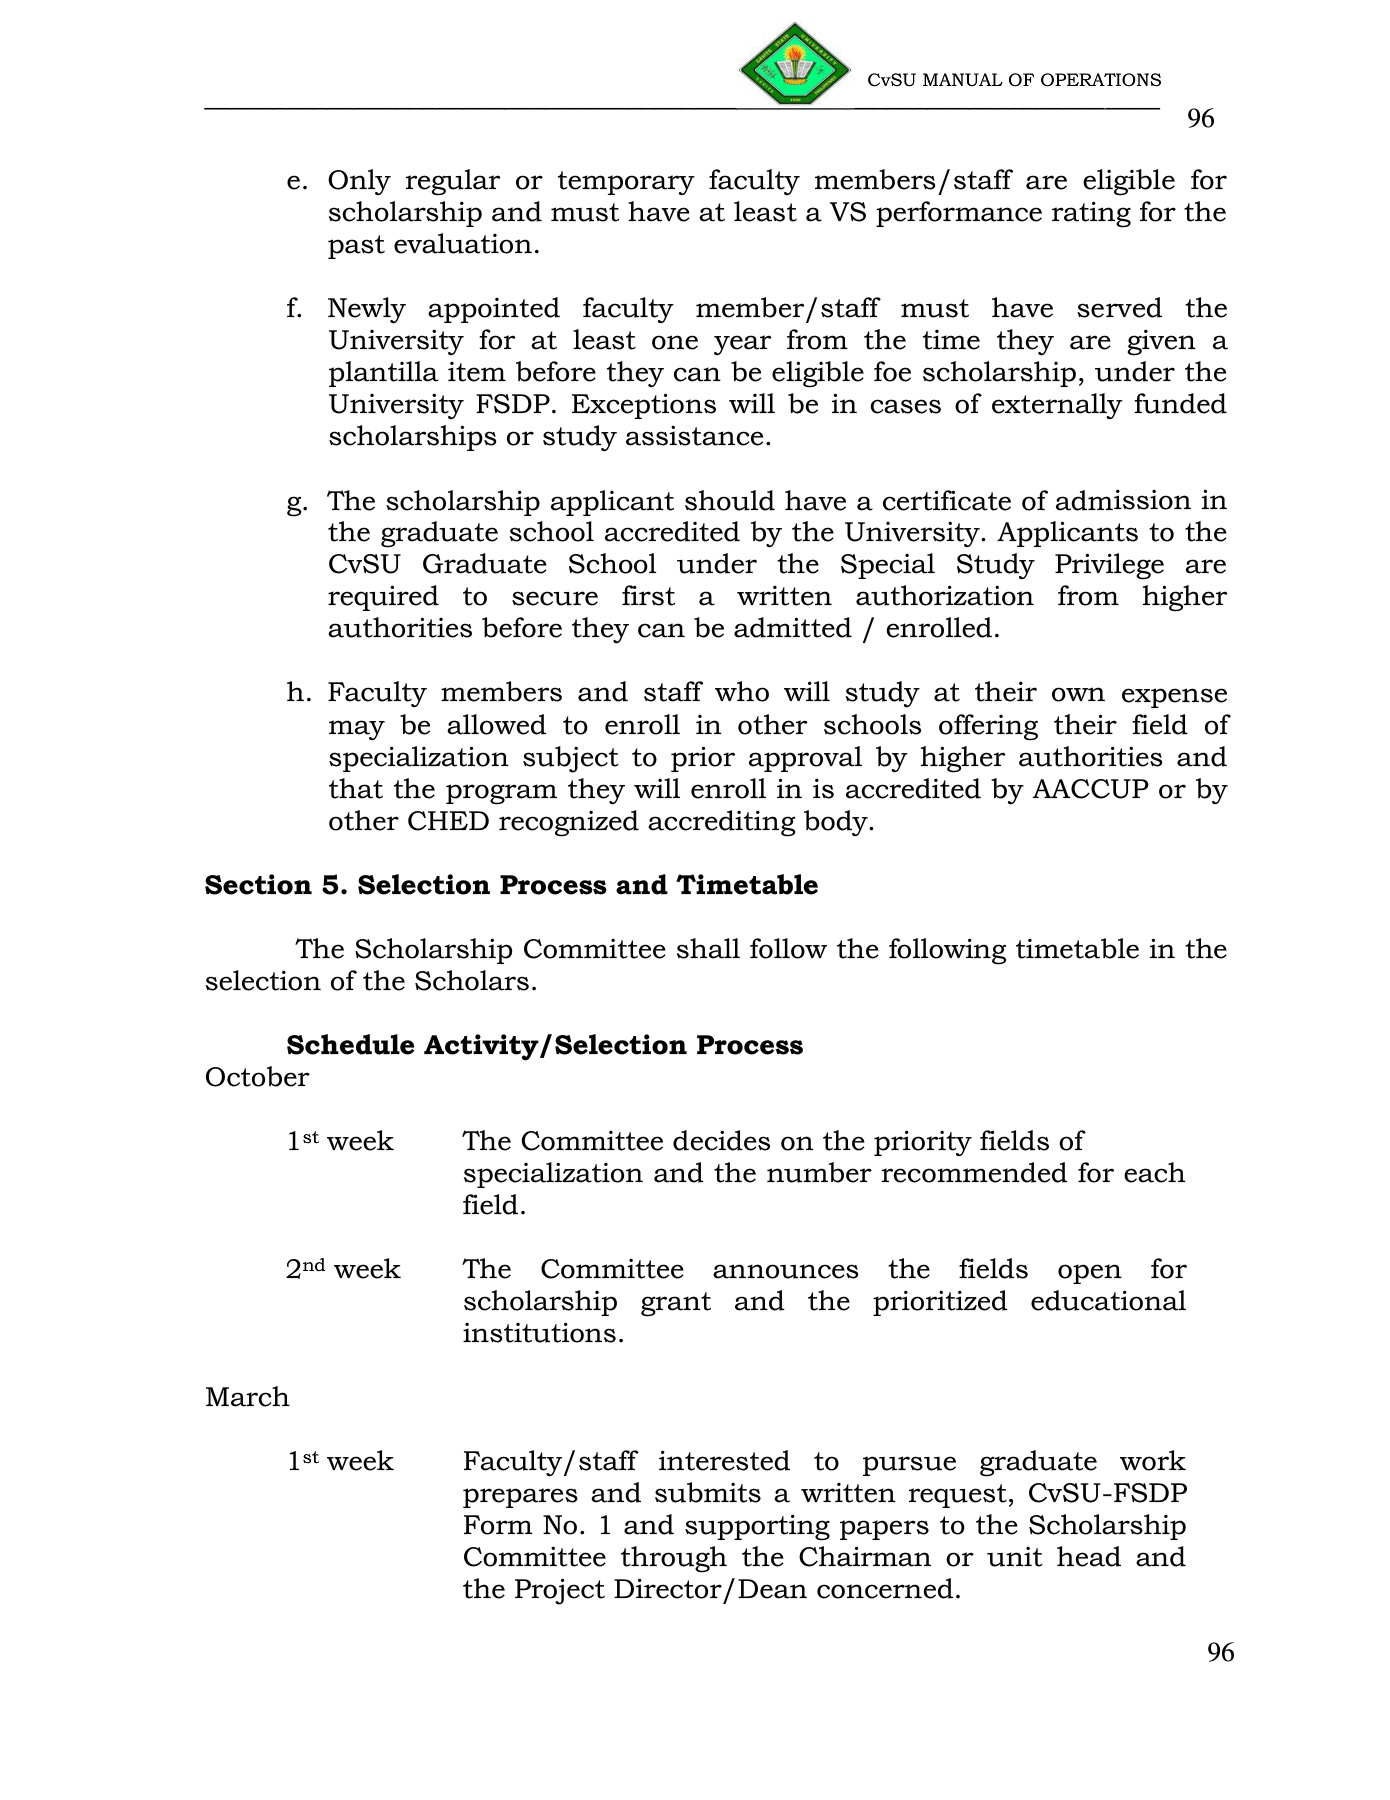 CvSU MANUAL OF OPERATIONS
96
e. Only regular or temporary faculty members/staff are eligible for
scholarship and must have at least a VS performance rating for the
past evaluation.
f. Newly appointed faculty member/staff must have served the
University for at least one year from the time they are given a
plantilla item before they can be eligible foe scholarship, under the
University FSDP. Exceptions will be in cases of externally funded
scholarships or study assistance.
g. The scholarship applicant should have a certificate of admission in
the graduate school accredited by the University. Applicants to the
CvSU Graduate School under the Special Study Privilege are
required to secure first a written authorization from higher
authorities before they can be admitted / enrolled.
h. Faculty members and staff who will study at their own expense
may be allowed to enroll in other schools offering their field of
specialization subject to prior approval by higher authorities and
that the program they will enroll in is accredited by AACCUP or by
other CHED recognized accrediting body.
Section 5. Selection Process and Timetable
The Scholarship Committee shall follow the following timetable in the
selection of the Scholars.
Schedule Activity/Selection Process
October
1st week The Committee decides on the priority fields of
specialization and the number recommended for each
field.
2nd week The Committee announces the fields open for
scholarship grant and the prioritized educational
institutions.
March
1st week Faculty/staff interested to pursue graduate work
prepares and submits a written request, CvSU-FSDP
Form No. 1 and supporting papers to the Scholarship
Committee through the Chairman or unit head and
the Project Director/Dean concerned.
96